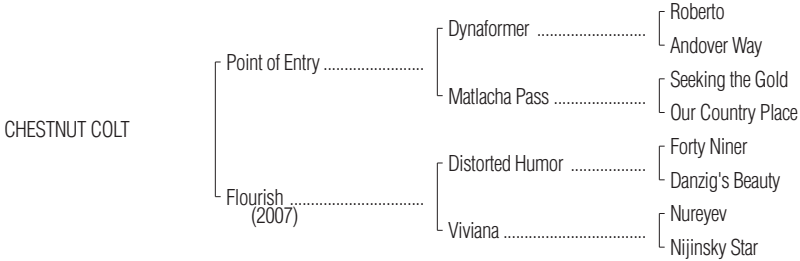 Roberto
Dynaformer ..........................
Andover Way
Point of Entry ........................
Seeking the Gold
Matlacha Pass ......................
Our Country Place
CHESTNUT COLT
Forty Niner
Distorted Humor ..................
Danzig's Beauty
Flourish ................................
(2007)
Nureyev
Viviana ..................................
Nijinsky Star